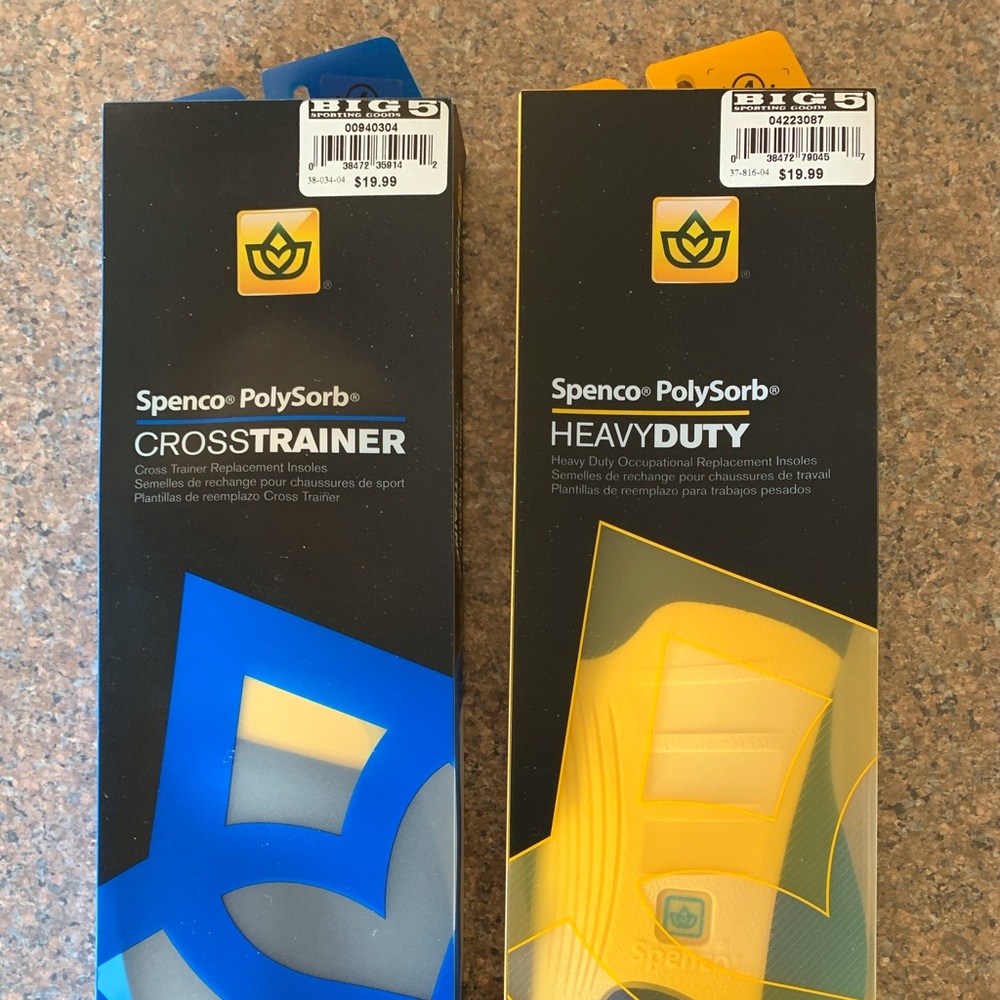 BIG 5
SPORTING GOODS
00940304
0 38472 35914 2
38-034-04 $19.99
Spenco® PolySorb®
CROSSTRAINER
Cross Trainer Replacement Insoles
Semelles de rechange pour chaussures de sport
Plantillas de reemplazo Cross Trainer
4
BIG 5
SPORTING GOODS
04223087
0 38472 79045 7
37-816-04 $19.99
®
Spenco® PolySorb®
HEAVYDUTY
Heavy Duty Occupational Replacement Insoles
Semelles de rechange pour chaussures de travail
Plantillas de reemplazo para trabajos pesados
Spenco